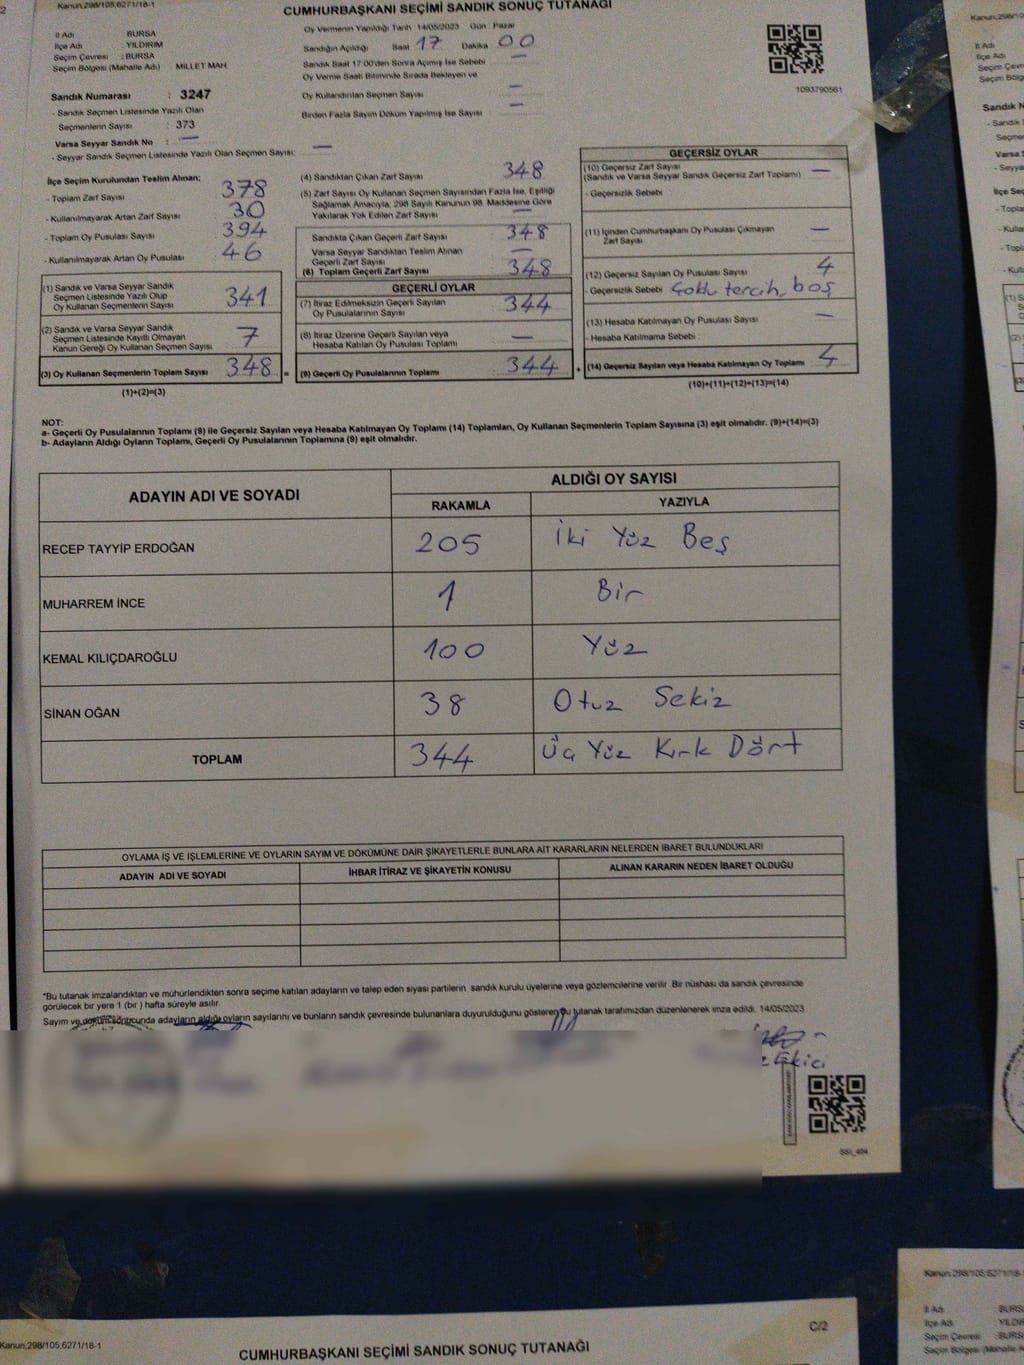 Kanun,298/105,6271/18-1
CUMHURBAŞKANI SEÇİMİ SANDIK SONUÇ TUTANAĞI
İl Adı : BURSA
İlçe Adı : YILDIRIM
Seçim Çevresi : BURSA
Seçim Bölgesi (Mahalle Adı) MİLLET MAH.
Oy Vermenin Yapıldığı Tarih 14/05/2023 Gün : Pazar
Sandığın Açıldığı Saat 17 Dakika 00
Sandık Saat 17:00'den Sonra Açımış İse Sebebi —
Oy Verme Saati Bitiminde Sırada Bekleyen ve
Oy Kullandırılan Seçmen Sayısı —
Birden Fazla Sayım Döküm Yapılmış İse Sayısı —
1093790561
Sandık Numarası : 3247
- Sandık Seçmen Listesinde Yazılı Olan
Seçmenlerin Sayısı : 373
Varsa Seyyar Sandık No : —
- Seyyar Sandık Seçmen Listesinde Yazılı Olan Seçmen Sayısı: —
İlçe Seçim Kurulundan Teslim Alınan;
- Toplam Zarf Sayısı 378
- Kullanılmayarak Artan Zarf Sayısı 30
- Toplam Oy Pusulası Sayısı 394
- Kullanılmayarak Artan Oy Pusulası 46
(1) Sandık ve Varsa Seyyar Sandık
Seçmen Listesinde Yazılı Olup
Oy Kullanan Seçmenlerin Sayısı 341
(2) Sandık ve Varsa Seyyar Sandık
Seçmen Listesinde Kayıtlı Olmayan
Kanun Gereği Oy Kullanan Seçmen Sayısı 7
(3) Oy Kullanan Seçmenlerin Toplam Sayısı 348 =
(1)+(2)=(3)
(4) Sandıktan Çıkan Zarf Sayısı 348
(5) Zarf Sayısı Oy Kullanan Seçmen Sayısından Fazla İse, Eşitliği
Sağlamak Amacıyla; 298 Sayılı Kanunun 98. Maddesine Göre
Yakılarak Yok Edilen Zarf Sayısı —
Sandıkta Çıkan Geçerli Zarf Sayısı 348
Varsa Seyyar Sandıktan Teslim Alınan
Geçerli Zarf Sayısı —
(6) Toplam Geçerli Zarf Sayısı 348
GEÇERLİ OYLAR
(7) İtiraz Edilmeksizin Geçerli Sayılan
Oy Pusulalarının Sayısı 344
(8) İtiraz Üzerine Geçerli Sayılan veya
Hesaba Katılan Oy Pusulası Toplamı —
(9) Geçerli Oy Pusulalarının Toplamı 344 +
GEÇERSİZ OYLAR
(10) Geçersiz Zarf Sayısı
(Sandık ve Varsa Seyyar Sandık Geçersiz Zarf Toplamı) —
- Geçersizlik Sebebi
(11) İçinden Cumhurbaşkanı Oy Pusulası Çıkmayan
Zarf Sayısı —
(12) Geçersiz Sayılan Oy Pusulası Sayısı 4
- Geçersizlik Sebebi Çoklu tercih, boş
(13) Hesaba Katılmayan Oy Pusulası Sayısı —
- Hesaba Katılmama Sebebi
(14) Geçersiz Sayılan veya Hesaba Katılmayan Oy Toplamı 4
(10)+(11)+(12)+(13)=(14)
NOT:
a- Geçerli Oy Pusulalarının Toplamı (9) ile Geçersiz Sayılan veya Hesaba Katılmayan Oy Toplamı (14) Toplamları, Oy Kullanan Seçmenlerin Toplam Sayısına (3) eşit olmalıdır. (9)+(14)=(3)
b- Adayların Aldığı Oyların Toplamı, Geçerli Oy Pusulalarının Toplamına (9) eşit olmalıdır.
ADAYIN ADI VE SOYADI ALDIĞI OY SAYISI
RAKAMLA YAZIYLA
RECEP TAYYİP ERDOĞAN 205 İki Yüz Beş
MUHARREM İNCE 1 Bir
KEMAL KILIÇDAROĞLU 100 Yüz
SİNAN OĞAN 38 Otuz Sekiz
TOPLAM 344 Üç Yüz Kırk Dört
OYLAMA İŞ VE İŞLEMLERİNE VE OYLARIN SAYIM VE DÖKÜMÜNE DAİR ŞİKAYETLERLE BUNLARA AİT KARARLARIN NELERDEN İBARET BULUNDUKLARI
ADAYIN ADI VE SOYADI İHBAR İTİRAZ VE ŞİKAYETİN KONUSU ALINAN KARARIN NEDEN İBARET OLDUĞU
*Bu tutanak imzalandıktan ve mühürlendikten sonra seçime katılan adayların ve talep eden siyasi partilerin sandık kurulu üyelerine veya gözlemcilerine verilir. Bir nüshası da sandık çevresinde
görülecek bir yere 1 (bir ) hafta süreyle asılır.
Sayım ve döküm sonucunda adayların aldığı oyların sayılarını ve bunların sandık çevresinde bulunanlara duyurulduğunu gösteren bu tutanak tarafımızdan düzenlenerek imza edildi. 14/05/2023
SSİ_404
Kanun,298/105,6271/18-1
C/2
CUMHURBAŞKANI SEÇİMİ SANDIK SONUÇ TUTANAĞI
Kanun,298/105,6271/18-
İl Adı : BURSA
İlçe Adı : YILDIR
Seçim Çevresi : BURS
Seçim Bölgesi (Mahalle Adı)